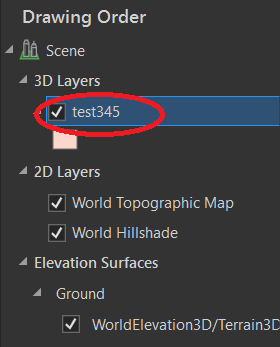 Drawing Order
Scene
3D Layers
test345
2D Layers
World Topographic Map
World Hillshade
Elevation Surfaces
Ground
WorldElevation3D/Terrain3D